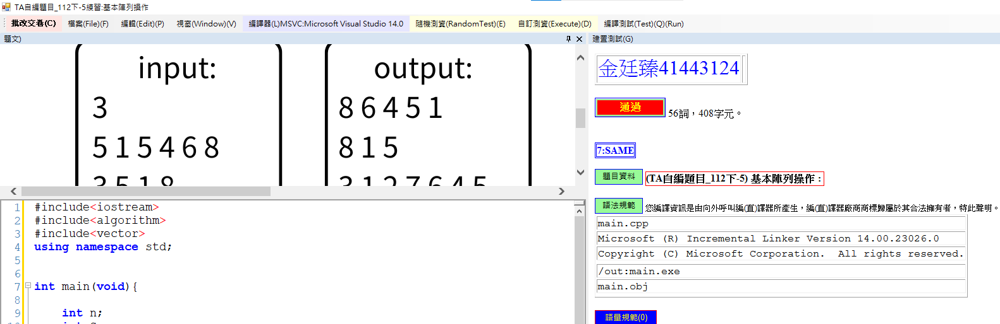 TA自編題目_112下-5練習:基本陣列操作
批改交卷(C) 檔案(File)(F) 編輯(Edit)(P) 視窗(Window)(V) 編譯器(L)MSVC:Microsoft Visual Studio 14.0 隨機測資(RandomTest)(E) 自訂測資(Execute)(D) 編譯測試(Test)(Q)(Run)
題文)
input:
3
5 1 5 4 6 8
3 5 1 8
output:
8 6 4 5 1
8 1 5
3 1 2 7 6 4 5
1 #include<iostream>
2 #include<algorithm>
3 #include<vector>
4 using namespace std;
5
6
7 int main(void){
8
9 int n;
建置測試(G)
金廷臻41443124
通過 56詞，408字元。
7:SAME
題目資料 (TA自編題目_112下-5) 基本陣列操作：
語法規範 您編譯資訊是由向外呼叫編(直)譯器所產生，編(直)譯器廠商商標歸屬於其合法擁有者，特此聲明。
main.cpp
Microsoft (R) Incremental Linker Version 14.00.23026.0
Copyright (C) Microsoft Corporation.  All rights reserved.
/out:main.exe
main.obj
語量規範(0)